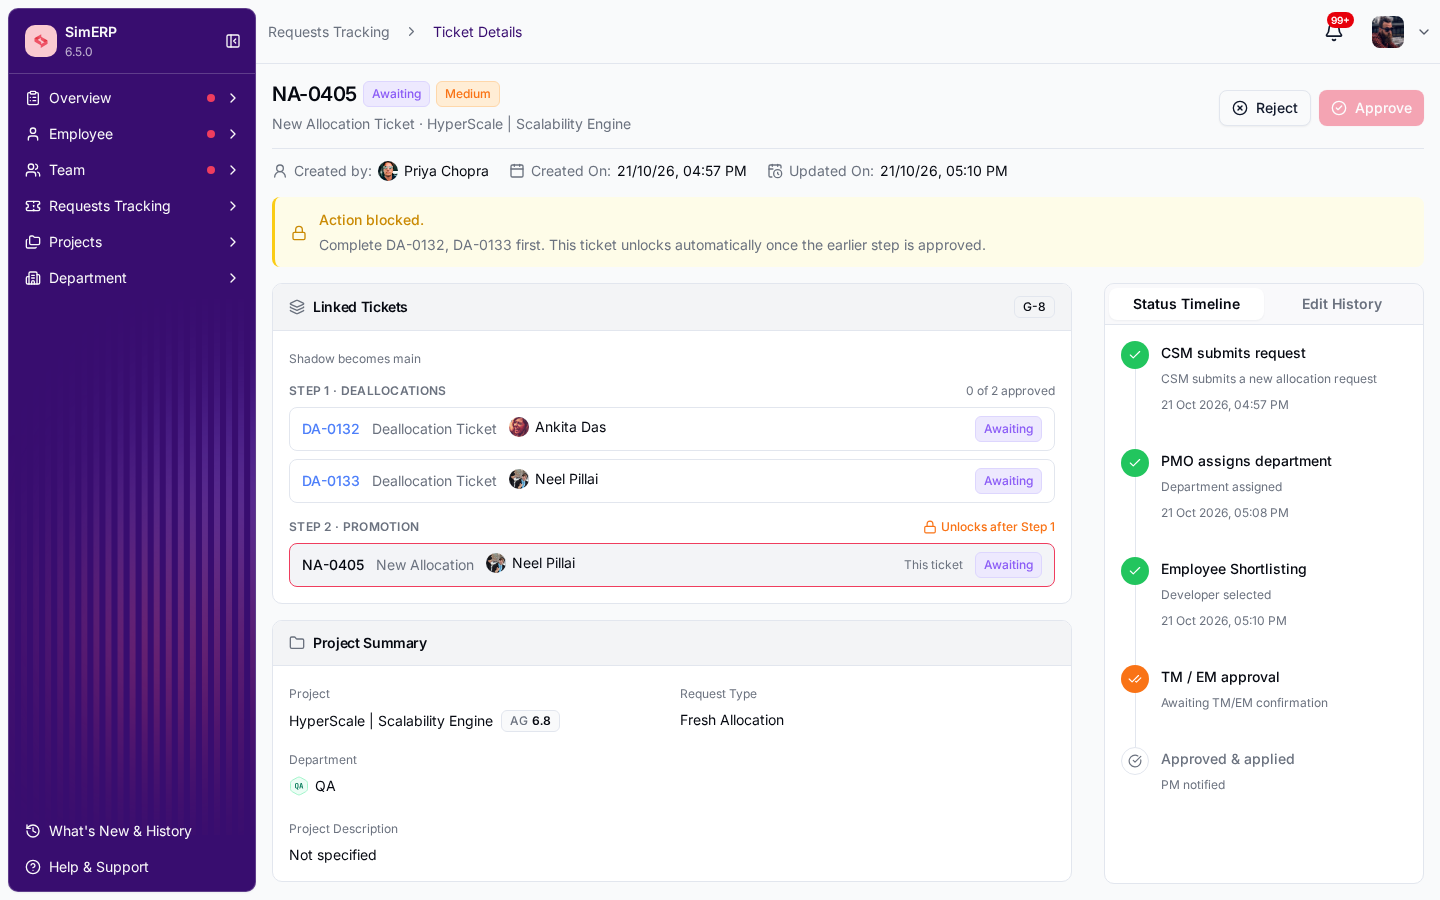 SimERP
6.5.0
Overview
Employee
Team
Requests Tracking
Projects
Department
What's New & History
Help & Support
Requests Tracking
Ticket Details
99+
NA-0405
Awaiting
Medium
New Allocation Ticket · HyperScale | Scalability Engine
Reject
Approve
Created by: Priya Chopra
Created On: 21/10/26, 04:57 PM
Updated On: 21/10/26, 05:10 PM
Action blocked.
Complete DA-0132, DA-0133 first. This ticket unlocks automatically once the earlier step is approved.
Linked Tickets
G-8
Shadow becomes main
STEP 1 · DEALLOCATIONS
0 of 2 approved
DA-0132 Deallocation Ticket Ankita Das Awaiting
DA-0133 Deallocation Ticket Neel Pillai Awaiting
STEP 2 · PROMOTION
Unlocks after Step 1
NA-0405 New Allocation Neel Pillai This ticket Awaiting
Project Summary
Project
HyperScale | Scalability Engine AG 6.8
Request Type
Fresh Allocation
Department
QA QA
Project Description
Not specified
Status Timeline
Edit History
CSM submits request
CSM submits a new allocation request
21 Oct 2026, 04:57 PM
PMO assigns department
Department assigned
21 Oct 2026, 05:08 PM
Employee Shortlisting
Developer selected
21 Oct 2026, 05:10 PM
TM / EM approval
Awaiting TM/EM confirmation
Approved & applied
PM notified